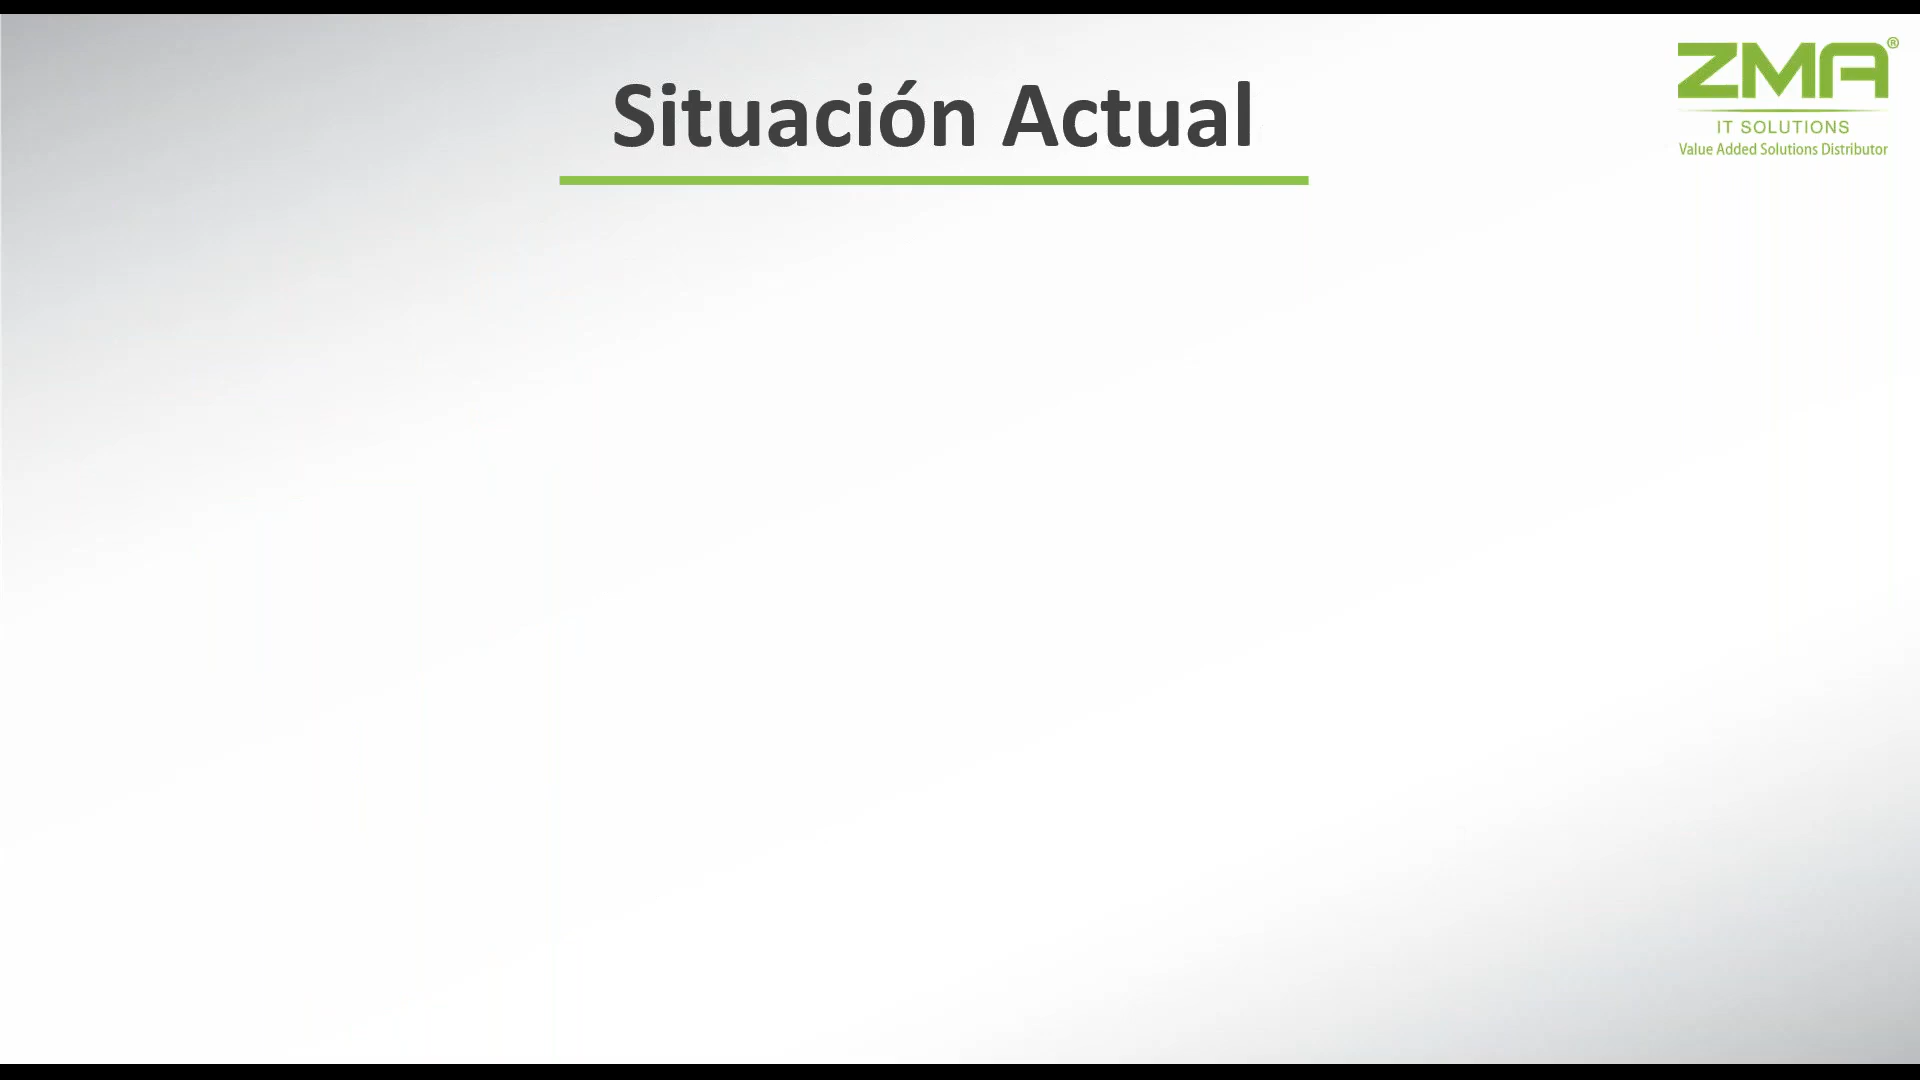 Situación Actual
ZMA®
IT SOLUTIONS
Value Added Solutions Distributor